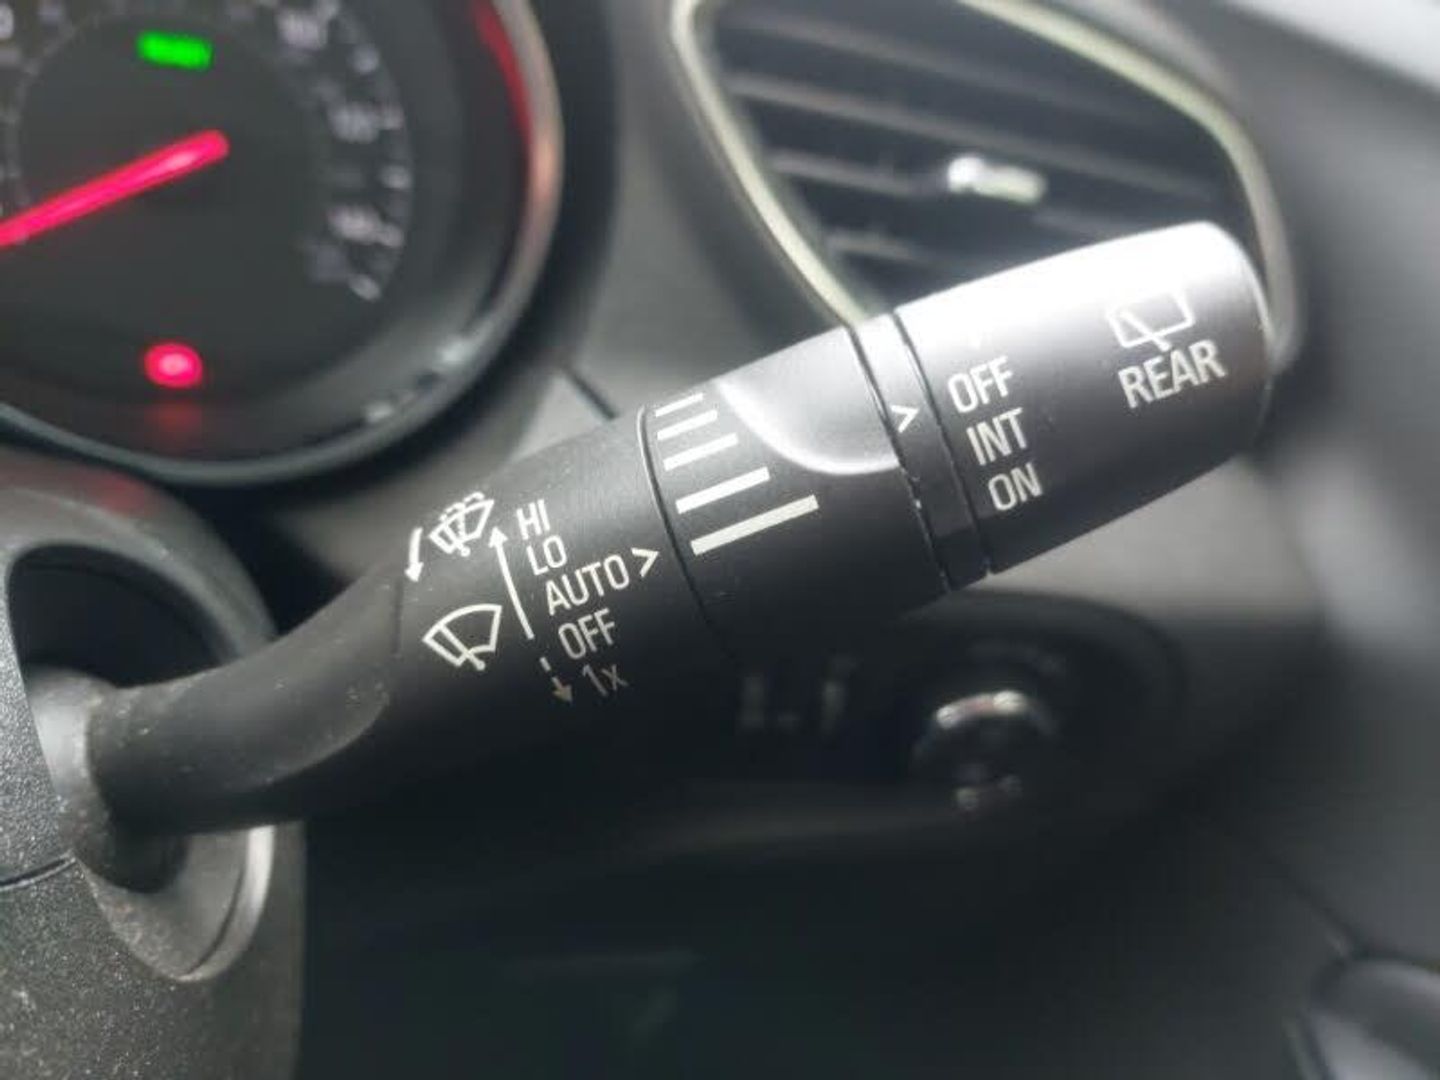 HI
LO
AUTO >
OFF
1x
>
OFF
INT
ON
REAR